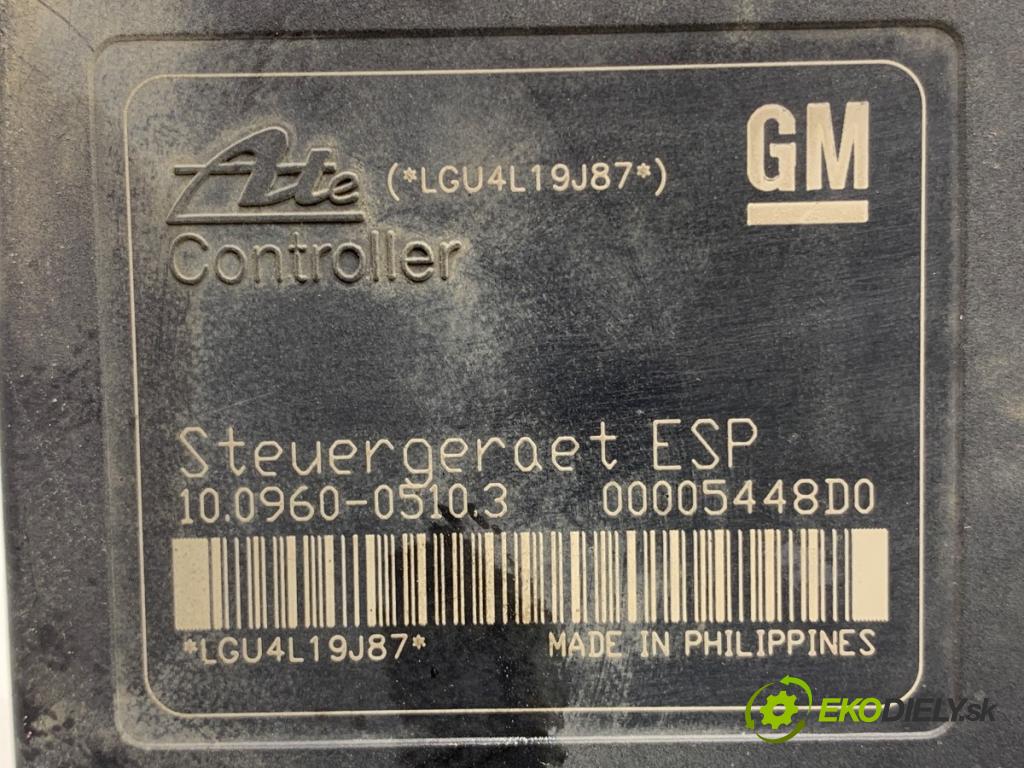 Ate (*LGU4L19J87*) GM
Controller
Steuergeraet ESP
10.0960-0510.3 00005448D0
*LGU4L19J87* MADE IN PHILIPPINES
EKODIELY.sk